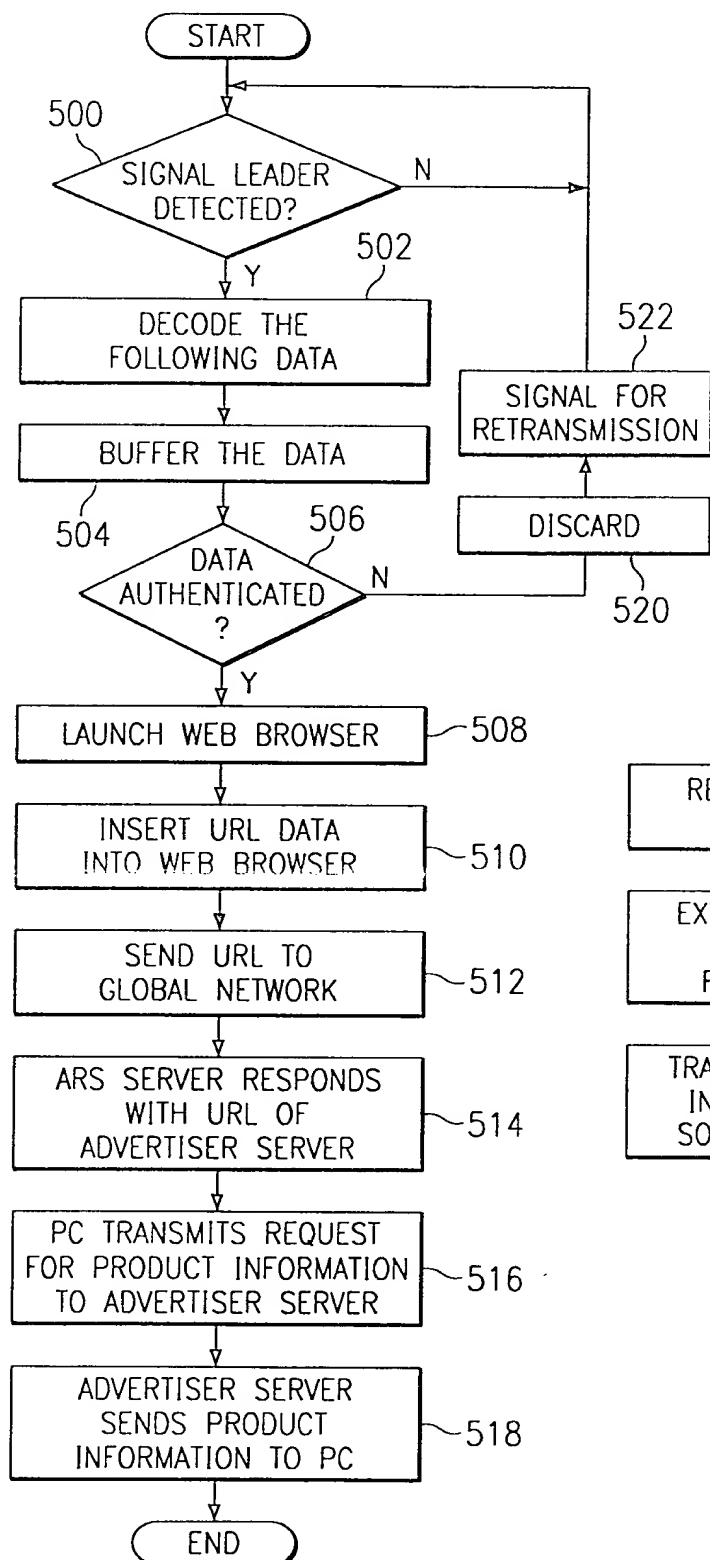 START
500
SIGNAL LEADER
DETECTED?
N
Y
502
DECODE THE
FOLLOWING DATA
522
SIGNAL FOR
RETRANSMISSION
BUFFER THE DATA
504
506
DISCARD
520
DATA
AUTHENTICATED
?
N
Y
LAUNCH WEB BROWSER
508
INSERT URL DATA
INTO WEB BROWSER
510
SEND URL TO
GLOBAL NETWORK
512
ARS SERVER RESPONDS
WITH URL OF
ADVERTISER SERVER
514
PC TRANSMITS REQUEST
FOR PRODUCT INFORMATION
TO ADVERTISER SERVER
516
ADVERTISER SERVER
SENDS PRODUCT
INFORMATION TO PC
518
END